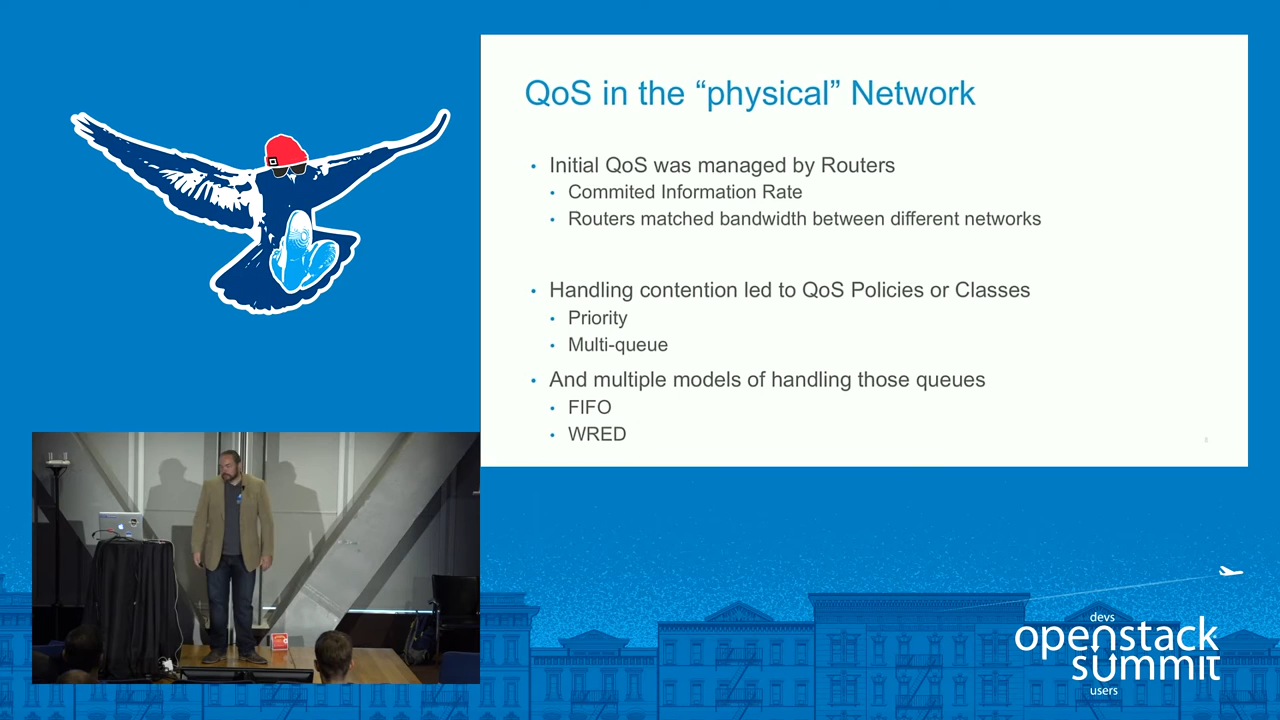 QoS in the “physical” Network
• Initial QoS was managed by Routers
• Commited Information Rate
• Routers matched bandwidth between different networks
• Handling contention led to QoS Policies or Classes
• Priority
• Multi-queue
• And multiple models of handling those queues
• FIFO
• WRED
devs
openstack
summit
users